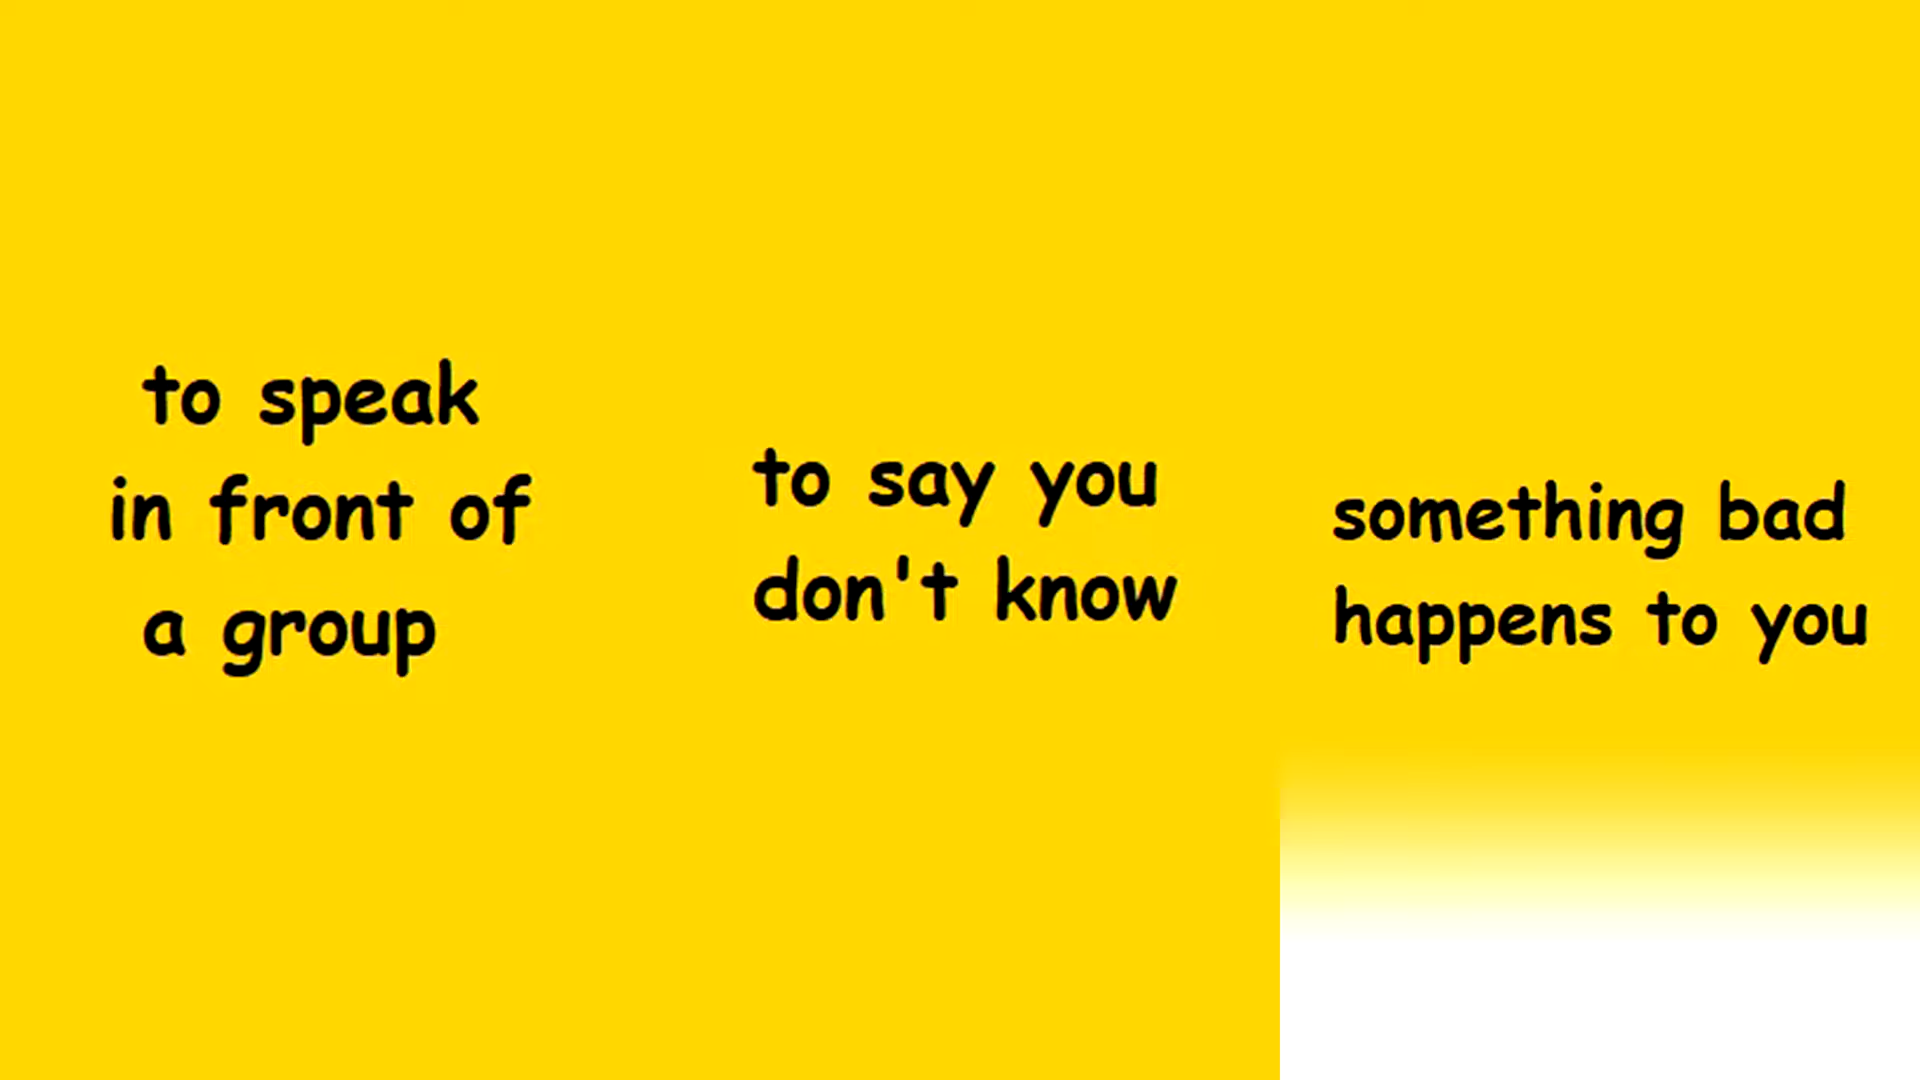 to speak
in front of
a group
to say you
don't know
something bad
happens to you